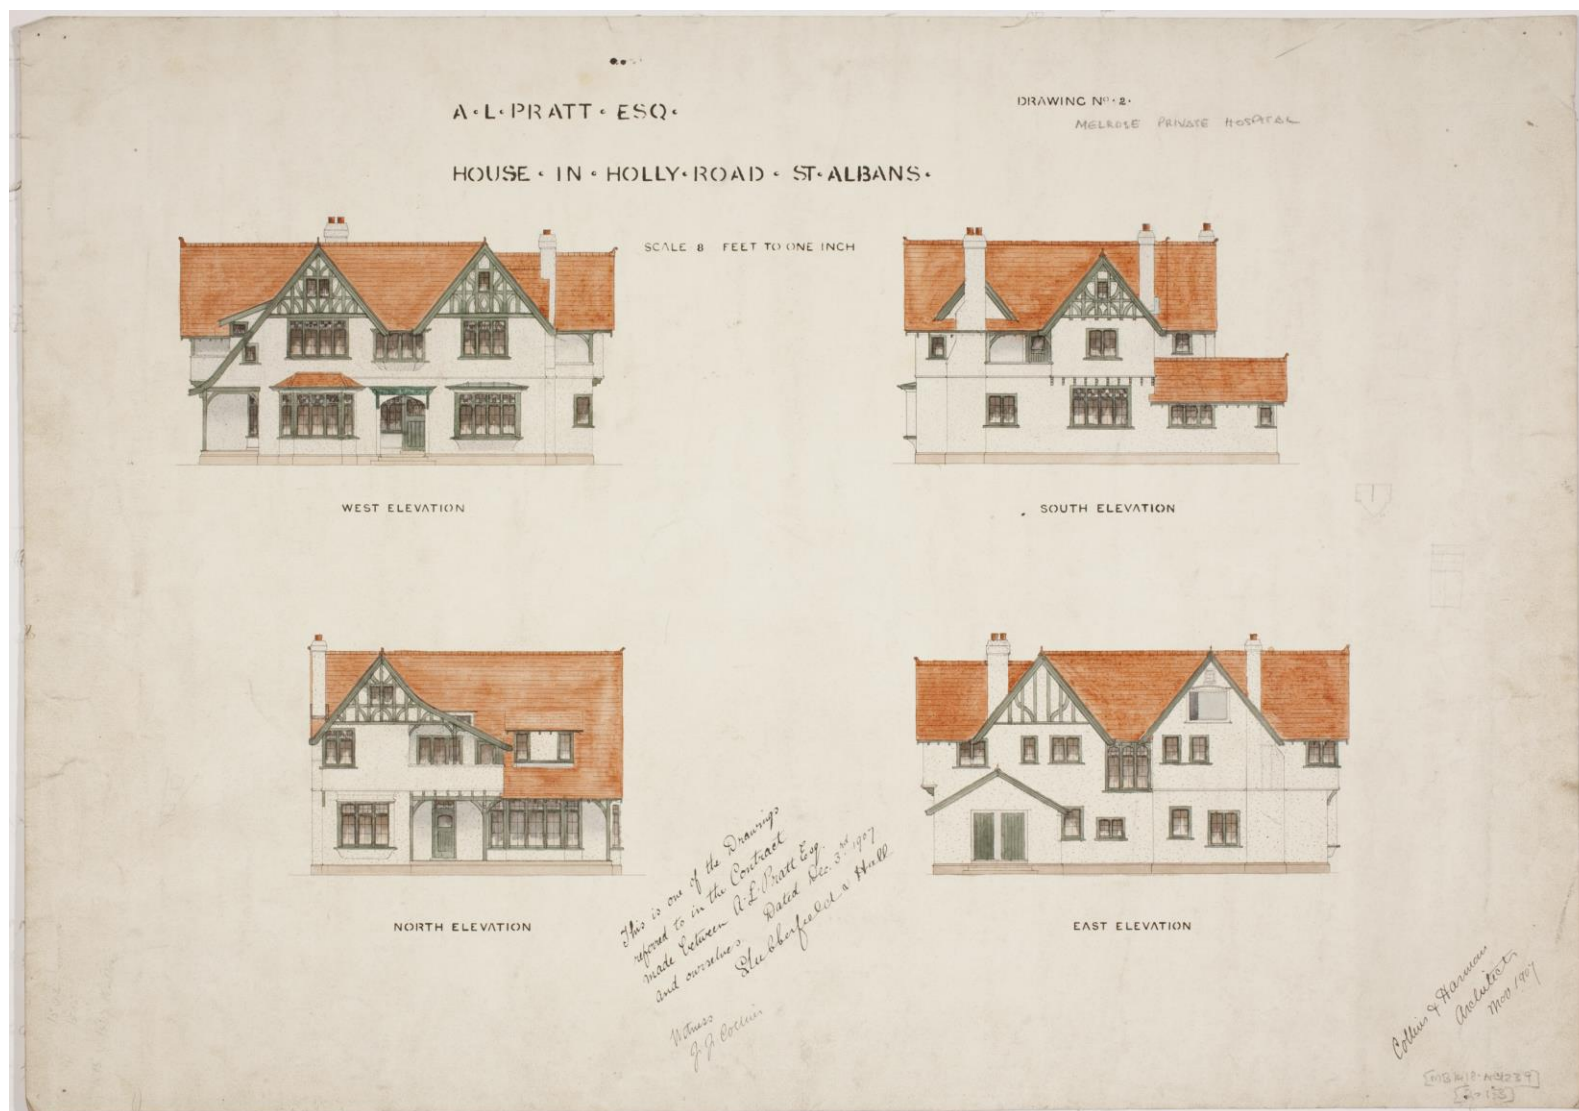 A·L·PRATT·ESQ·
DRAWING No·2·
MELROSE PRIVATE HOSPITAL
HOUSE·IN·HOLLY·ROAD·ST·ALBANS·
SCALE 8 FEET TO ONE INCH
WEST ELEVATION
SOUTH ELEVATION
NORTH ELEVATION
EAST ELEVATION
This is one of the Drawings
referred to in the Contract
made between A·L·Pratt Esq.
and ourselves. Dated Dec. 3rd 1907
Stubberfield & Hull
Witness
J. J. Collins
Collins & Harman
Architects
Nov 1907